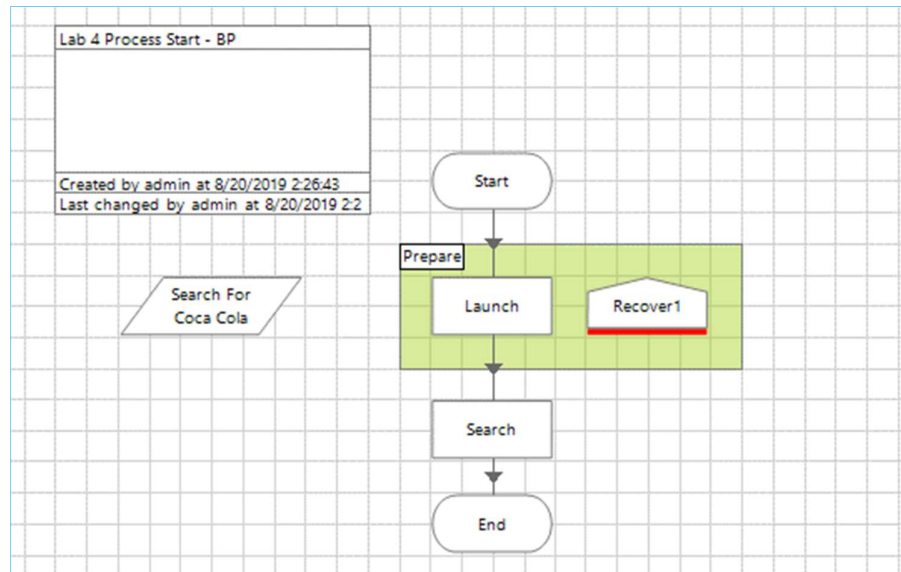 Lab 4 Process Start - BP
Created by admin at 8/20/2019 2:26:43
Last changed by admin at 8/20/2019 2:2
Start
Prepare
Launch
Recover1
Search For
Coca Cola
Search
End